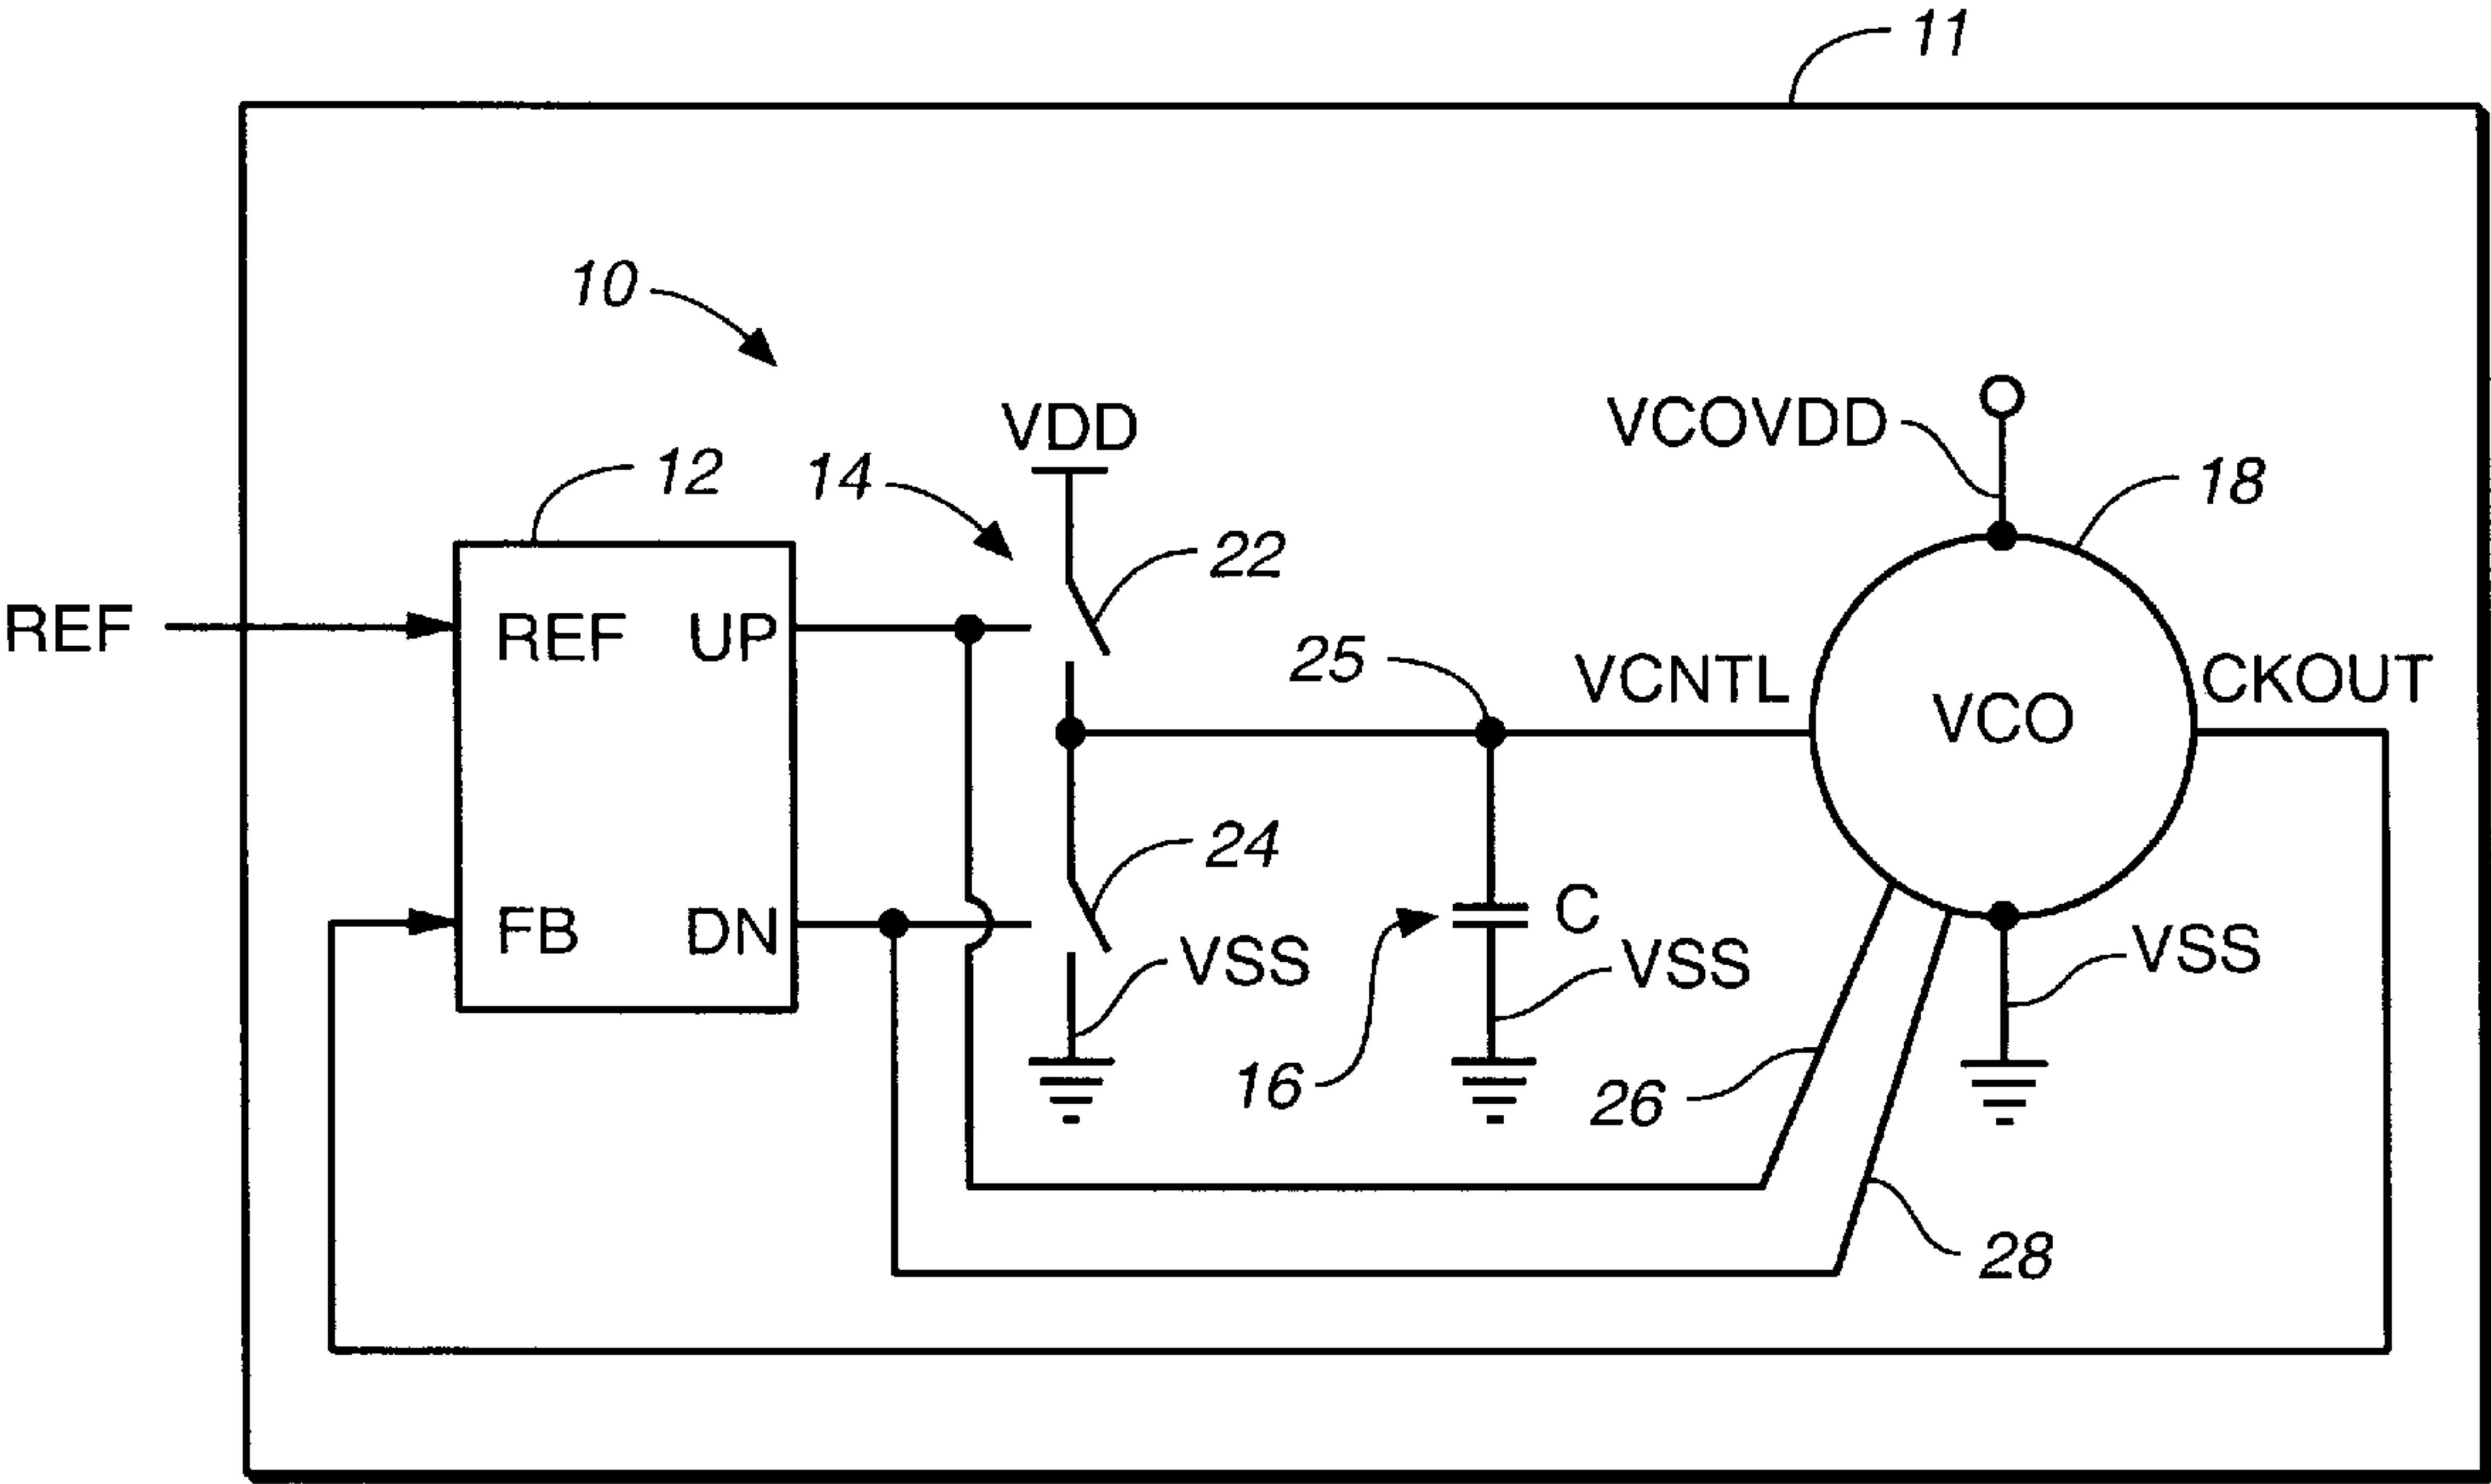 11
10
VDD
VCOVDD
12
14
18
22
REF
REF
UP
25
VCNTL
VCO
CKOUT
24
FB
DN
C
VSS
VSS
VSS
16
26
28